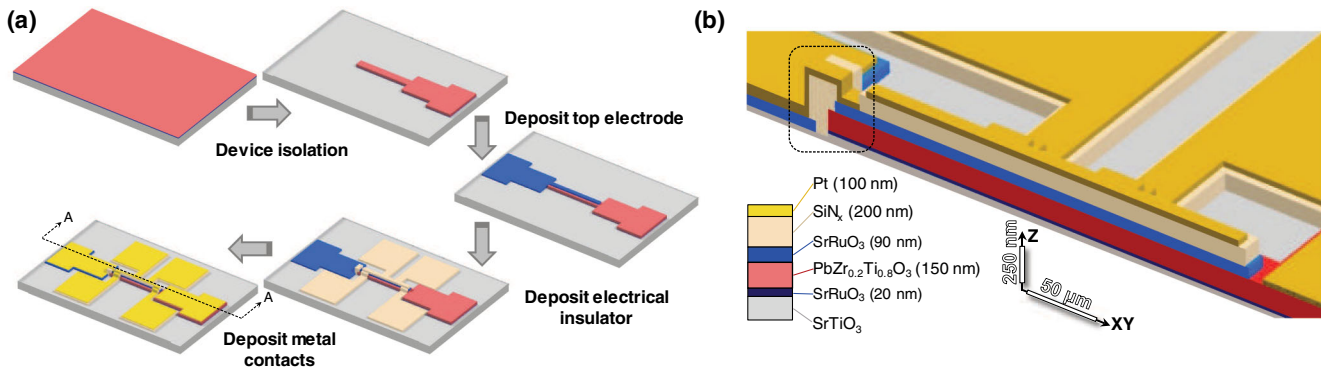 (a)
Device isolation
Deposit top electrode
Deposit electrical
insulator
A
A
Deposit metal
contacts
(b)
Pt (100 nm)
SiNₓ (200 nm)
SrRuO₃ (90 nm)
PbZr₀.₂Ti₀.₈O₃ (150 nm)
SrRuO₃ (20 nm)
SrTiO₃
Z
250 nm
50 μm
XY